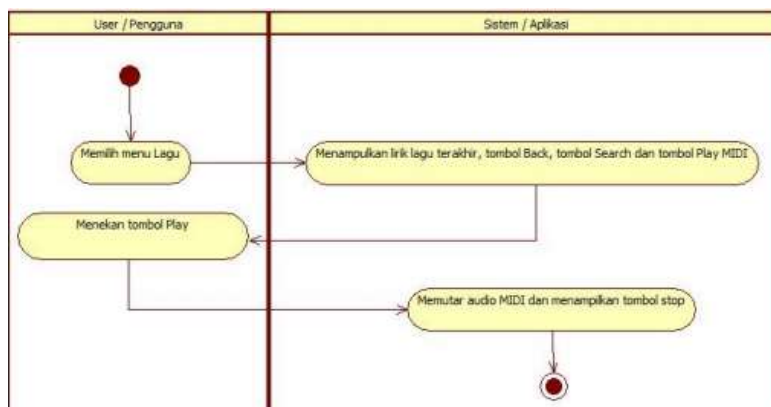 User / Pengguna
Sistem / Aplikasi
Memilih menu Lagu
Menampulkan lirik lagu terakhir, tombol Back, tombol Search dan tombol Play MIDI
Menekan tombol Play
Memutar audio MIDI dan menampilkan tombol stop